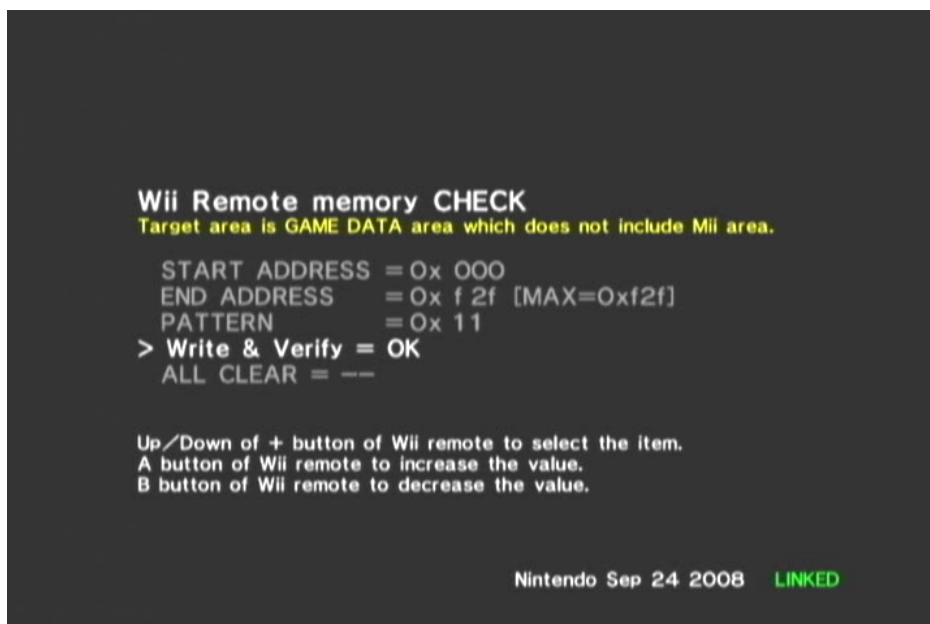 Wii Remote memory CHECK
Target area is GAME DATA area which does not include Mii area.
START ADDRESS = 0x 000
END ADDRESS = 0x f 2f [MAX=0xf2f]
PATTERN = 0x 11
> Write & Verify = OK
ALL CLEAR = --
Up/Down of + button of Wii remote to select the item.
A button of Wii remote to increase the value.
B button of Wii remote to decrease the value.
Nintendo Sep 24 2008 LINKED